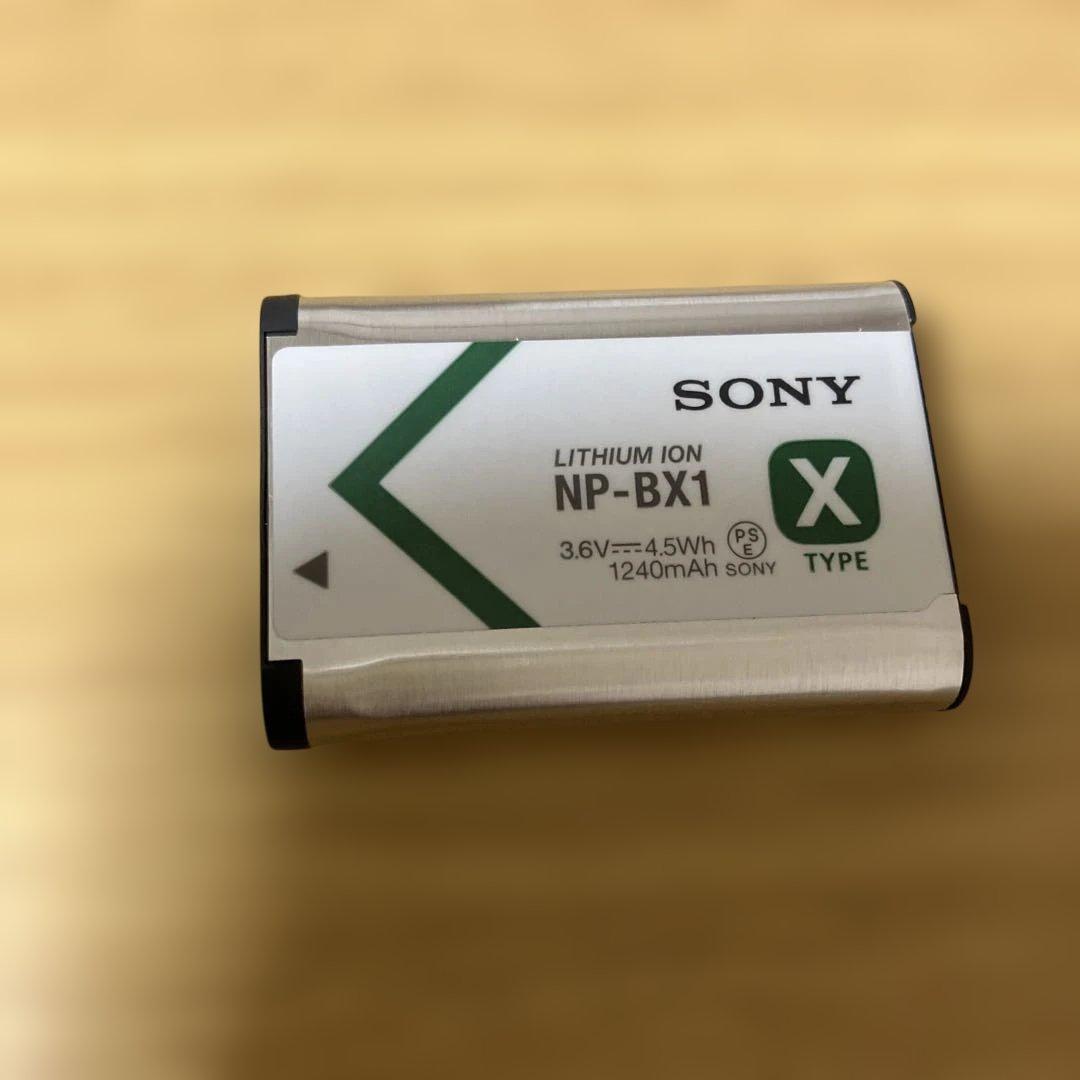 SONY
LITHIUM ION
NP-BX1
X
TYPE
3.6V⎓4.5Wh
1240mAh
PS
E
SONY